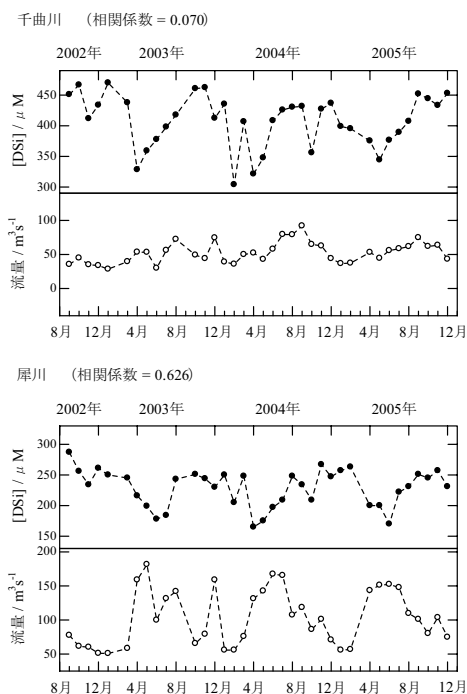 千曲川 (相関係数 = 0.070)
2002年 2003年 2004年 2005年
[DSi] / μ M
450
400
350
300
流量 / m³s⁻¹
100
50
0
8月 12月 4月 8月 12月 4月 8月 12月 4月 8月 12月
犀川 (相関係数 = 0.626)
2002年 2003年 2004年 2005年
[DSi] / μ M
300
250
200
150
流量 / m³s⁻¹
200
150
100
50
8月 12月 4月 8月 12月 4月 8月 12月 4月 8月 12月